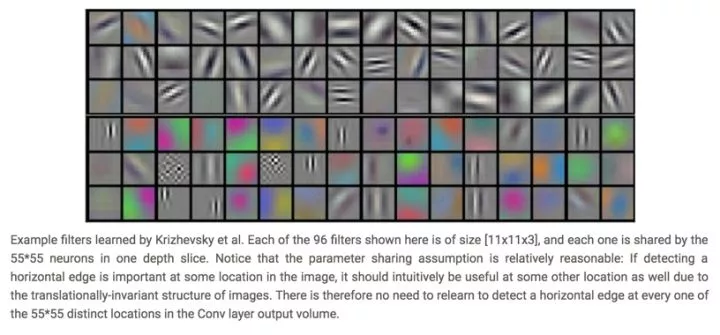 Example filters learned by Krizhevsky et al. Each of the 96 filters shown here is of size [11x11x3], and each one is shared by the
55*55 neurons in one depth slice. Notice that the parameter sharing assumption is relatively reasonable: If detecting a
horizontal edge is important at some location in the image, it should intuitively be useful at some other location as well due to
the translationally-invariant structure of images. There is therefore no need to relearn to detect a horizontal edge at every one of
the 55*55 distinct locations in the Conv layer output volume.